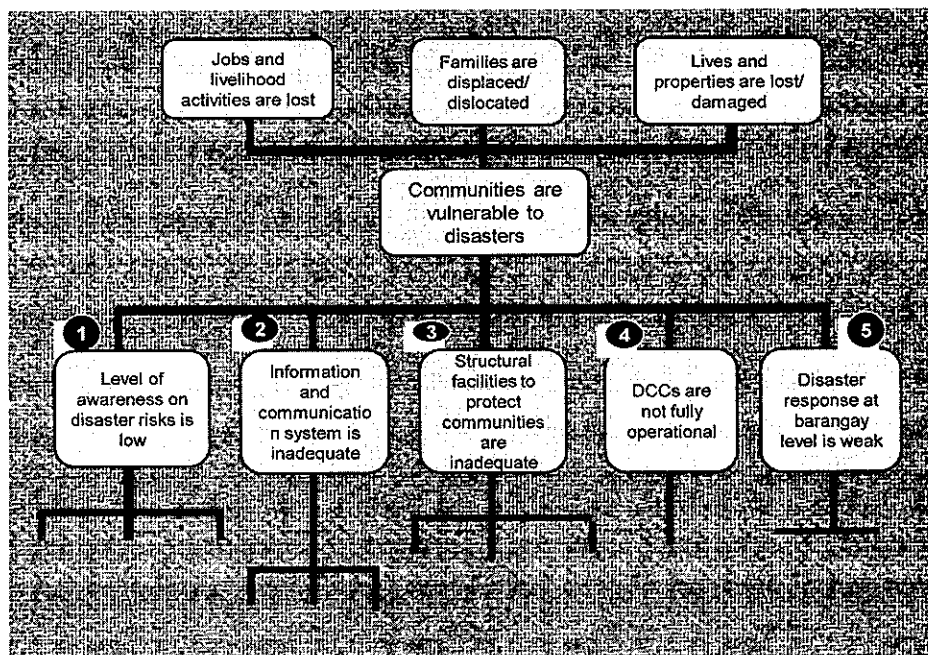 Jobs and
livelihood
activities are lost
Families are
displaced/
dislocated
Lives and
properties are lost/
damaged
Communities are
vulnerable to
disasters
1
Level of
awareness on
disaster risks is
low
2
Information
and
communicatio
n system is
inadequate
3
Structural
facilities to
protect
communities
are
inadequate
4
DCCs are
not fully
operational
5
Disaster
response at
barangay
level is weak